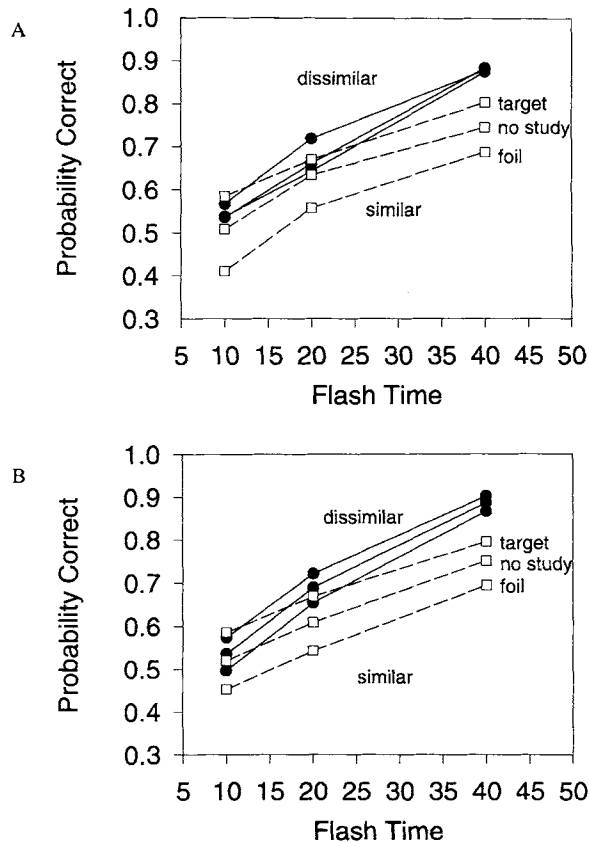 A
Probability Correct
1.0
0.9
0.8
0.7
0.6
0.5
0.4
0.3
dissimilar
target
no study
foil
similar
5 10 15 20 25 30 35 40 45 50
Flash Time
B
Probability Correct
1.0
0.9
0.8
0.7
0.6
0.5
0.4
0.3
dissimilar
target
no study
foil
similar
5 10 15 20 25 30 35 40 45 50
Flash Time